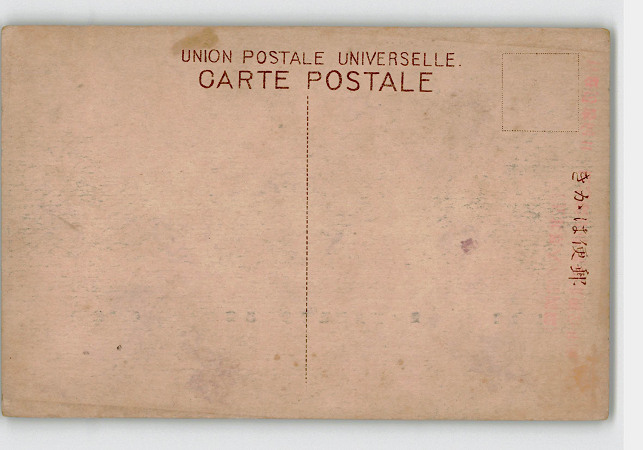 UNION POSTALE UNIVERSELLE.
CARTE POSTALE
きかは便郵